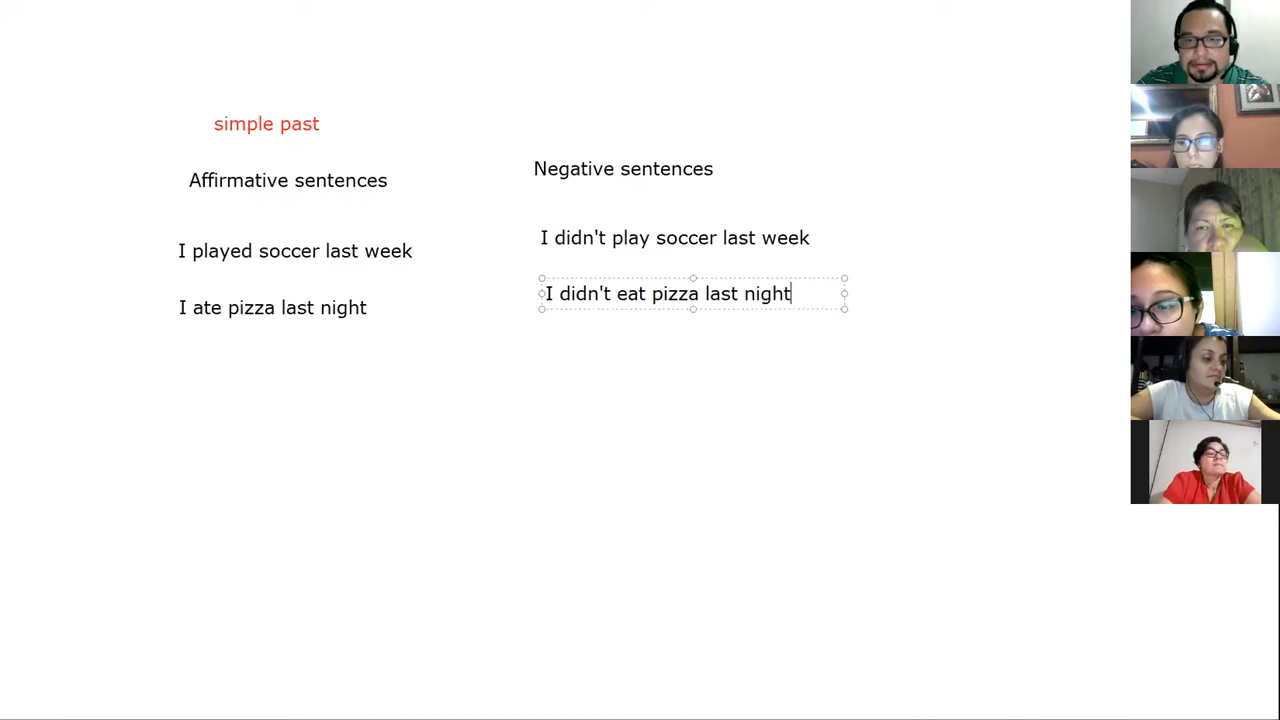 simple past
Affirmative sentences
I played soccer last week
I ate pizza last night
Negative sentences
I didn't play soccer last week
I didn't eat pizza last night